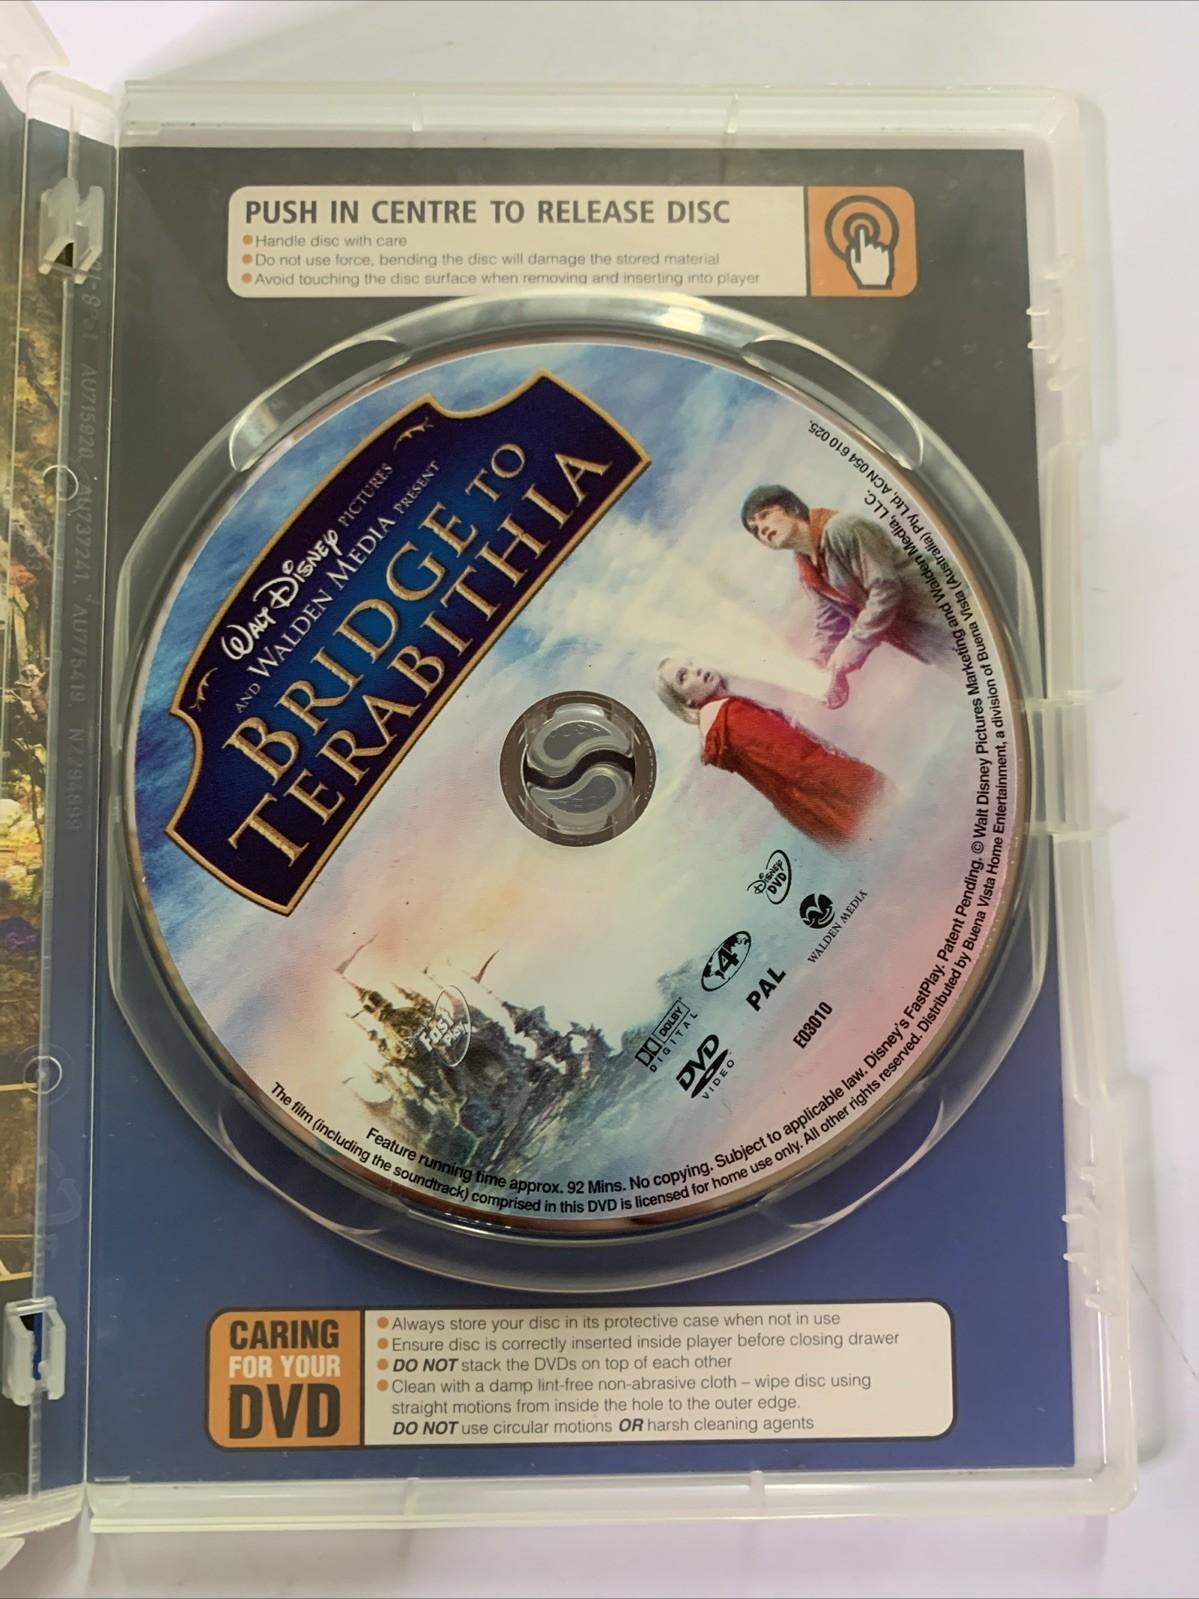 PUSH IN CENTRE TO RELEASE DISC
Handle disc with care
Do not use force, bending the disc will damage the stored material
Avoid touching the disc surface when removing and inserting into player
WALT DISNEY PICTURES
AND WALDEN MEDIA PRESENT
BRIDGE TO
TERABITHIA
DISNEY
DVD
WALDEN MEDIA
4
PAL
E03010
DOLBY
DIGITAL
DVD
VIDEO
Fast
Play
Feature running time approx. 92 Mins. No copying. Subject to applicable law. Disney's FastPlay. Patent Pending. © Walt Disney Pictures Marketing and Walden Media, LLC.
The film (including the soundtrack) comprised in this DVD is licensed for home use only. All other rights reserved. Distributed by Buena Vista Home Entertainment, a division of Buena Vista (Australia) Pty Ltd, ACN 054 610 025.
AU715920, AU737241, AU775419, NZ294899
CARING
FOR YOUR
DVD
Always store your disc in its protective case when not in use
Ensure disc is correctly inserted inside player before closing drawer
DO NOT stack the DVDs on top of each other
Clean with a damp lint-free non-abrasive cloth – wipe disc using
straight motions from inside the hole to the outer edge.
DO NOT use circular motions OR harsh cleaning agents